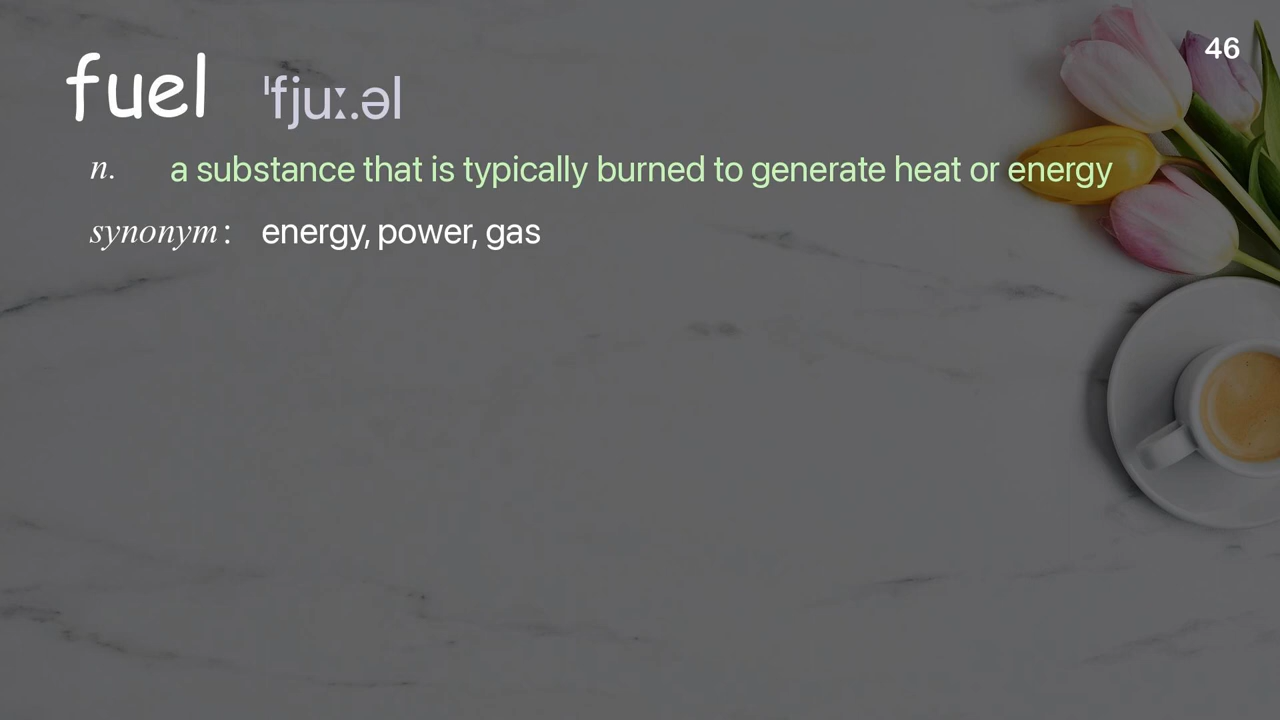 46
fuel ˈfjuː.əl
n. a substance that is typically burned to generate heat or energy
synonym: energy, power, gas